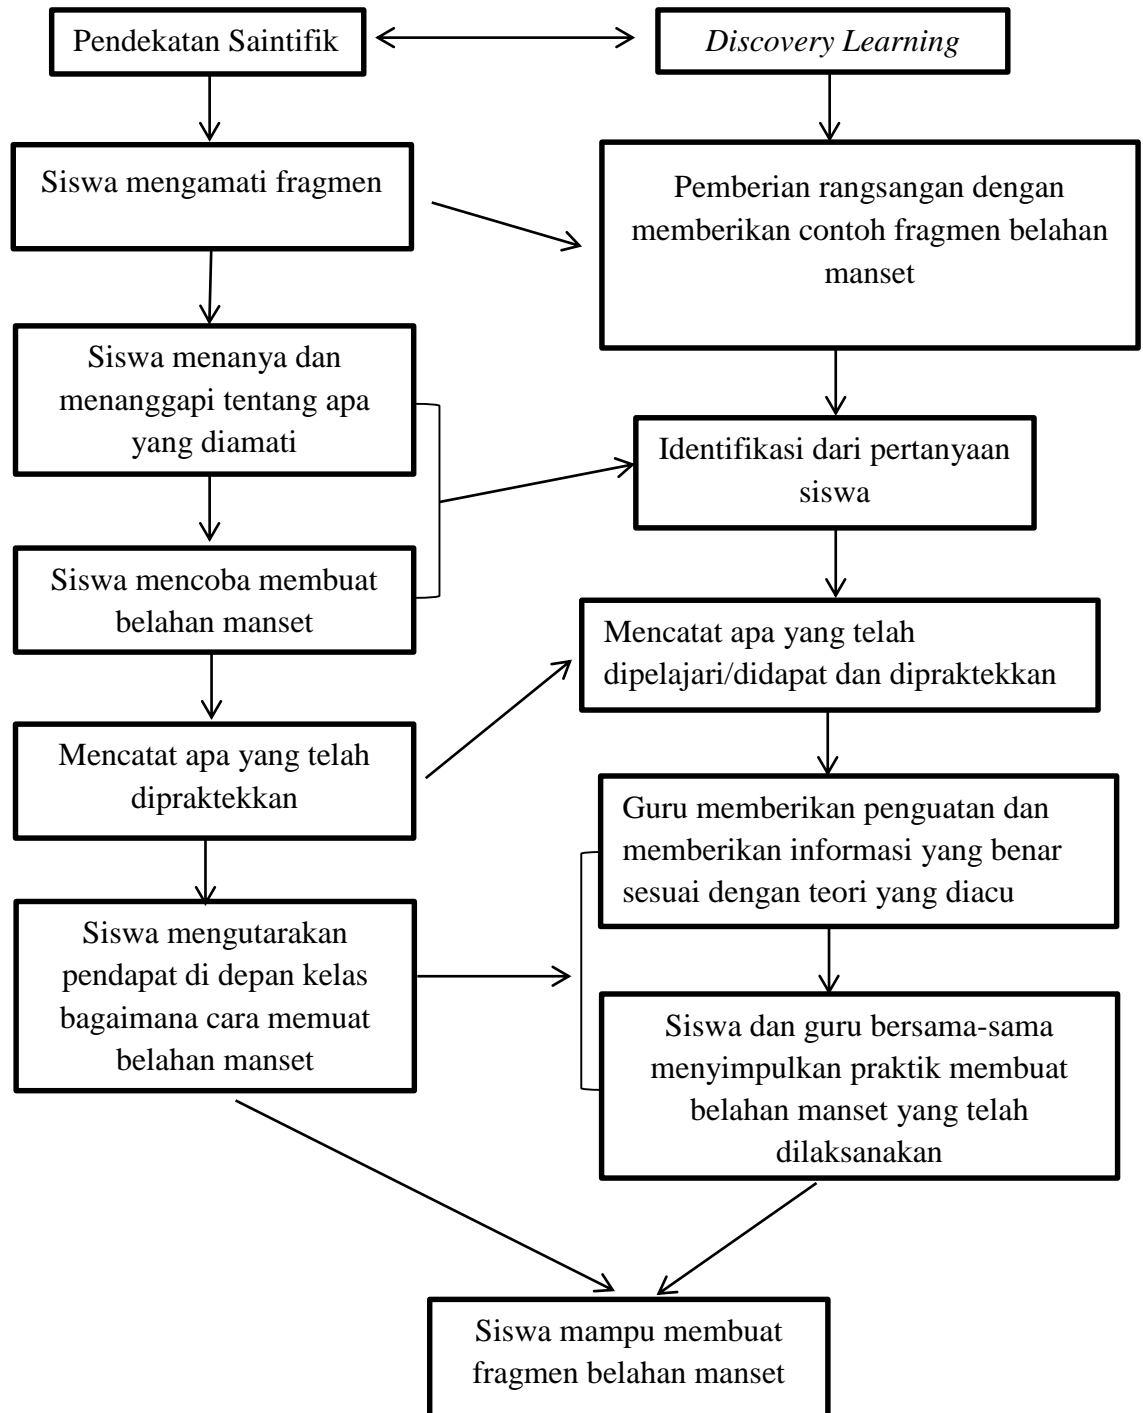 Pendekatan Saintifik
Discovery Learning
Siswa mengamati fragmen
Pemberian rangsangan dengan
memberikan contoh fragmen belahan
manset
Siswa menanya dan
menanggapi tentang apa
yang diamati
Identifikasi dari pertanyaan
siswa
Siswa mencoba membuat
belahan manset
Mencatat apa yang telah
dipelajari/didapat dan dipraktekkan
Mencatat apa yang telah
dipraktekkan
Guru memberikan penguatan dan
memberikan informasi yang benar
sesuai dengan teori yang diacu
Siswa mengutarakan
pendapat di depan kelas
bagaimana cara memuat
belahan manset
Siswa dan guru bersama-sama
menyimpulkan praktik membuat
belahan manset yang telah
dilaksanakan
Siswa mampu membuat
fragmen belahan manset